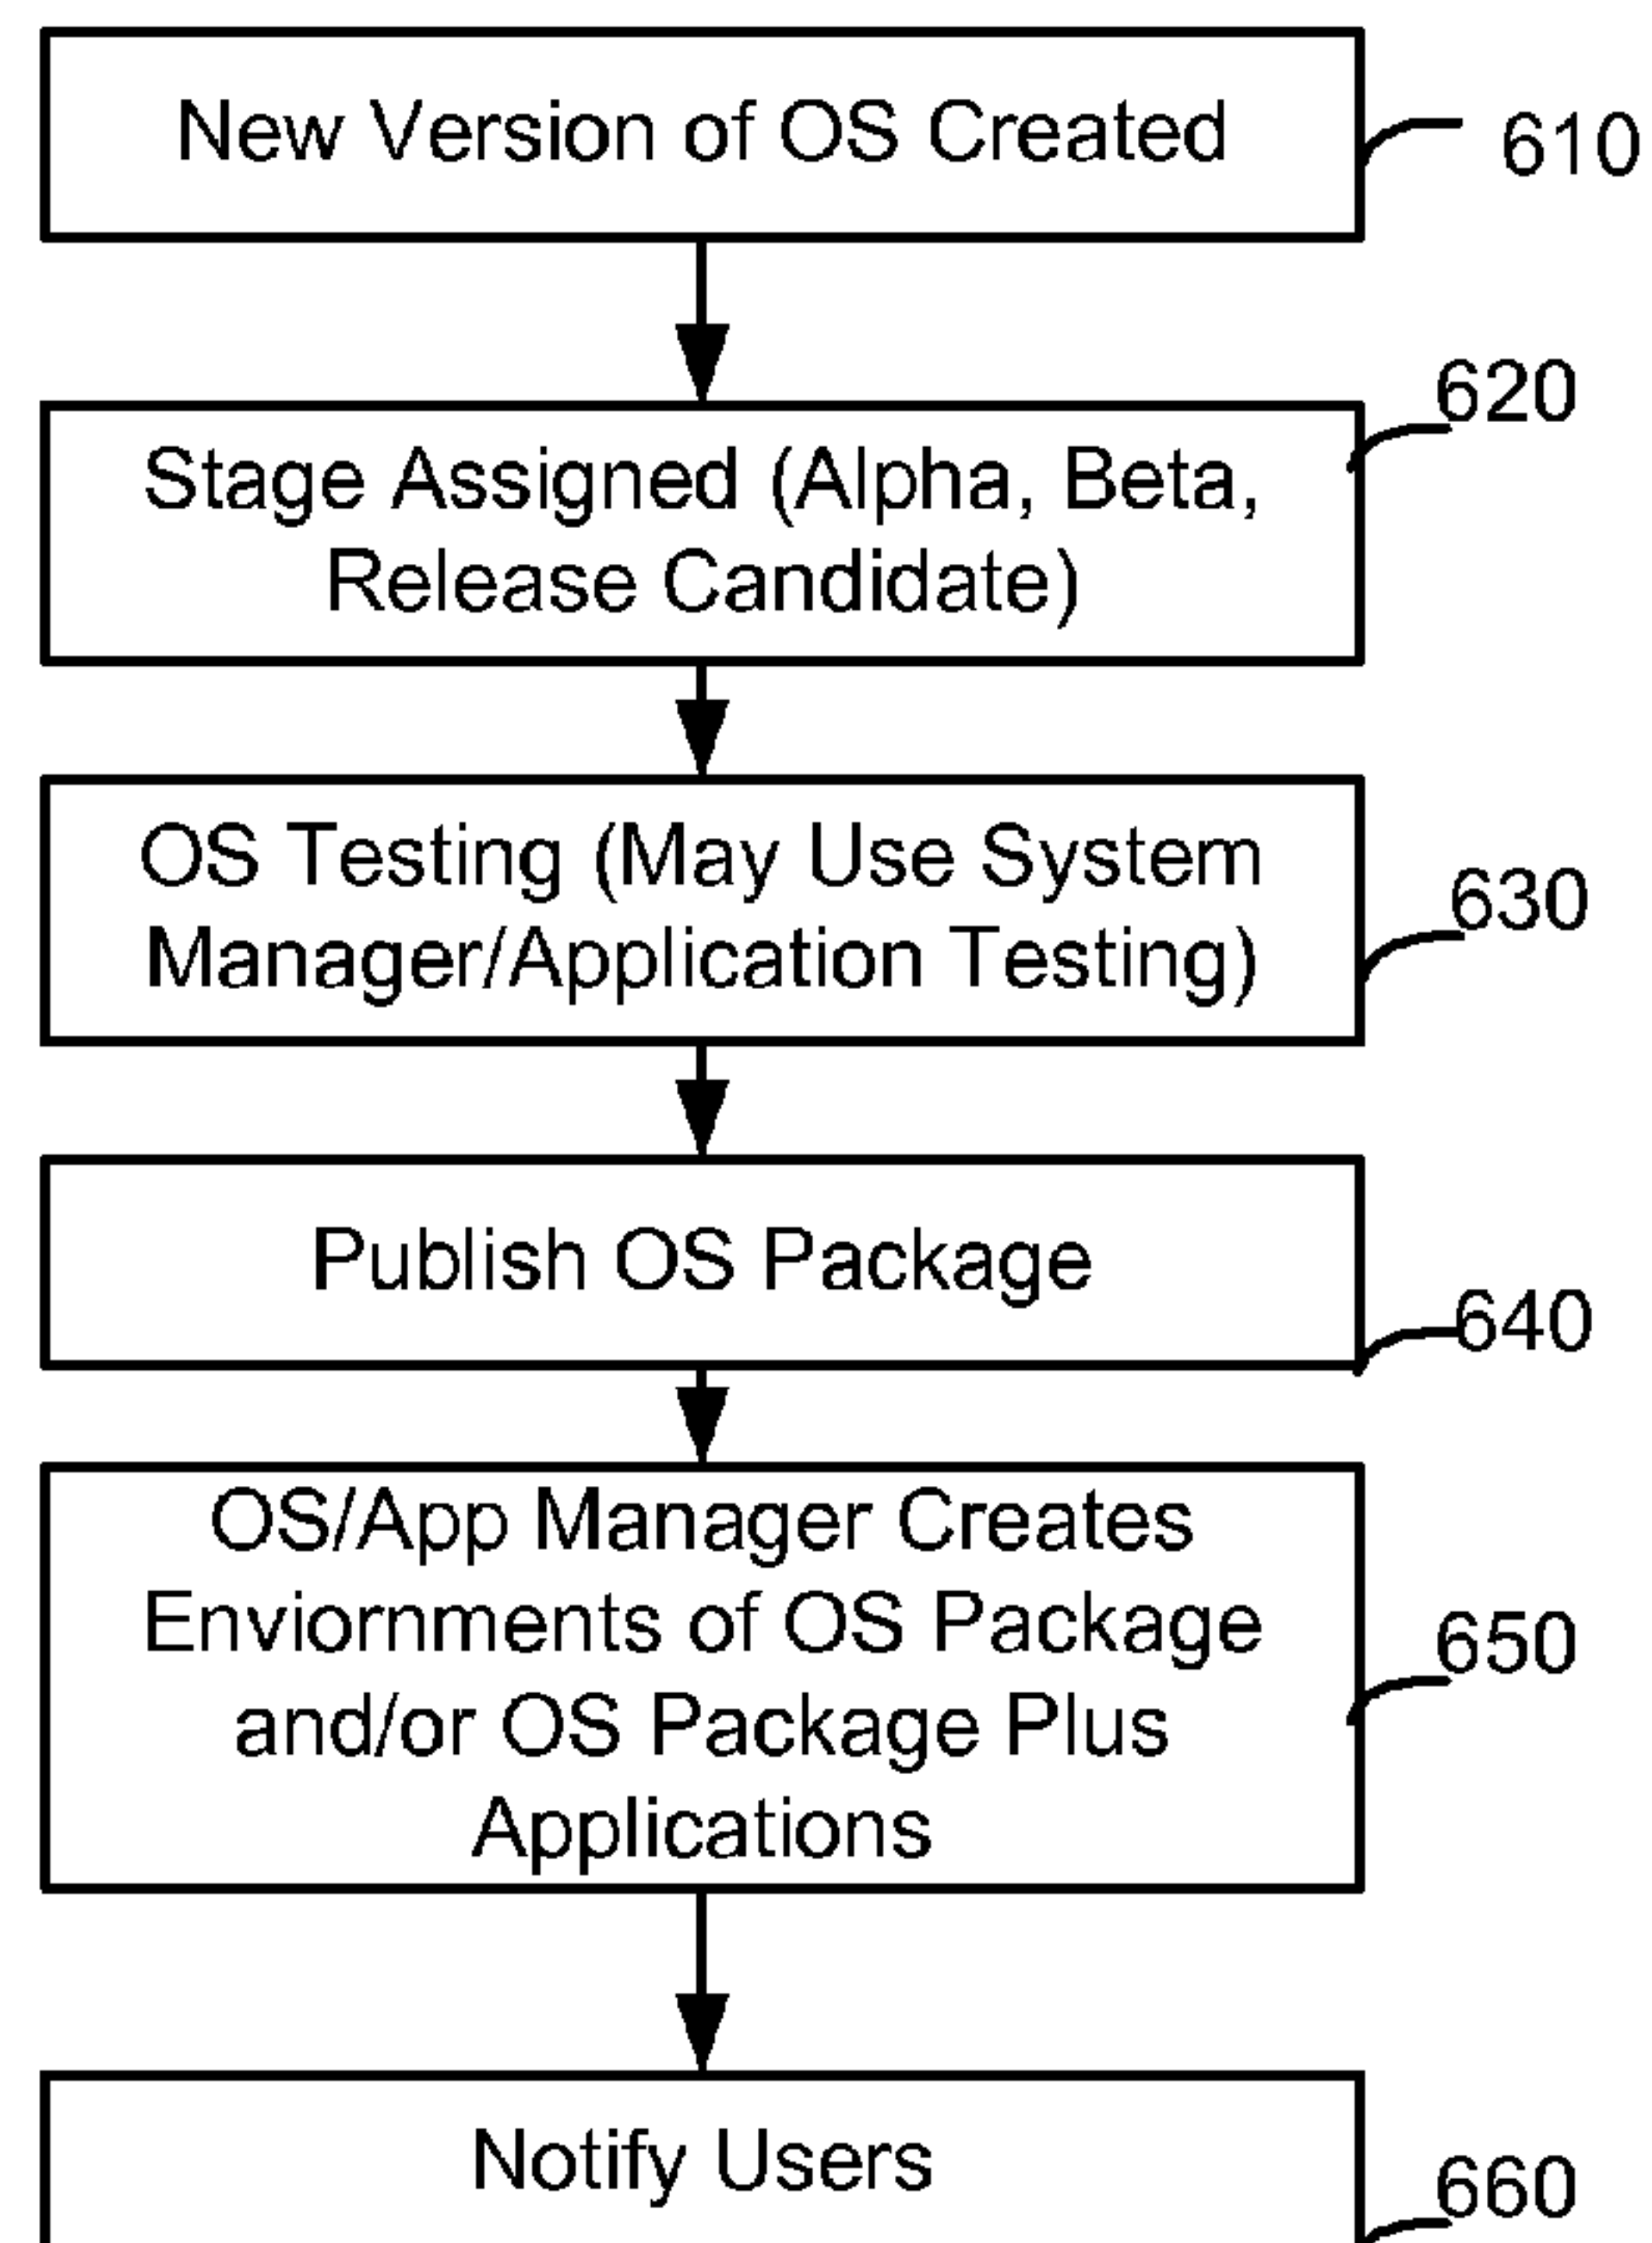 New Version of OS Created
610
620
Stage Assigned (Alpha, Beta,
Release Candidate)
OS Testing (May Use System
Manager/Application Testing)
630
Publish OS Package
640
OS/App Manager Creates
Enviornments of OS Package
and/or OS Package Plus
Applications
650
Notify Users
660